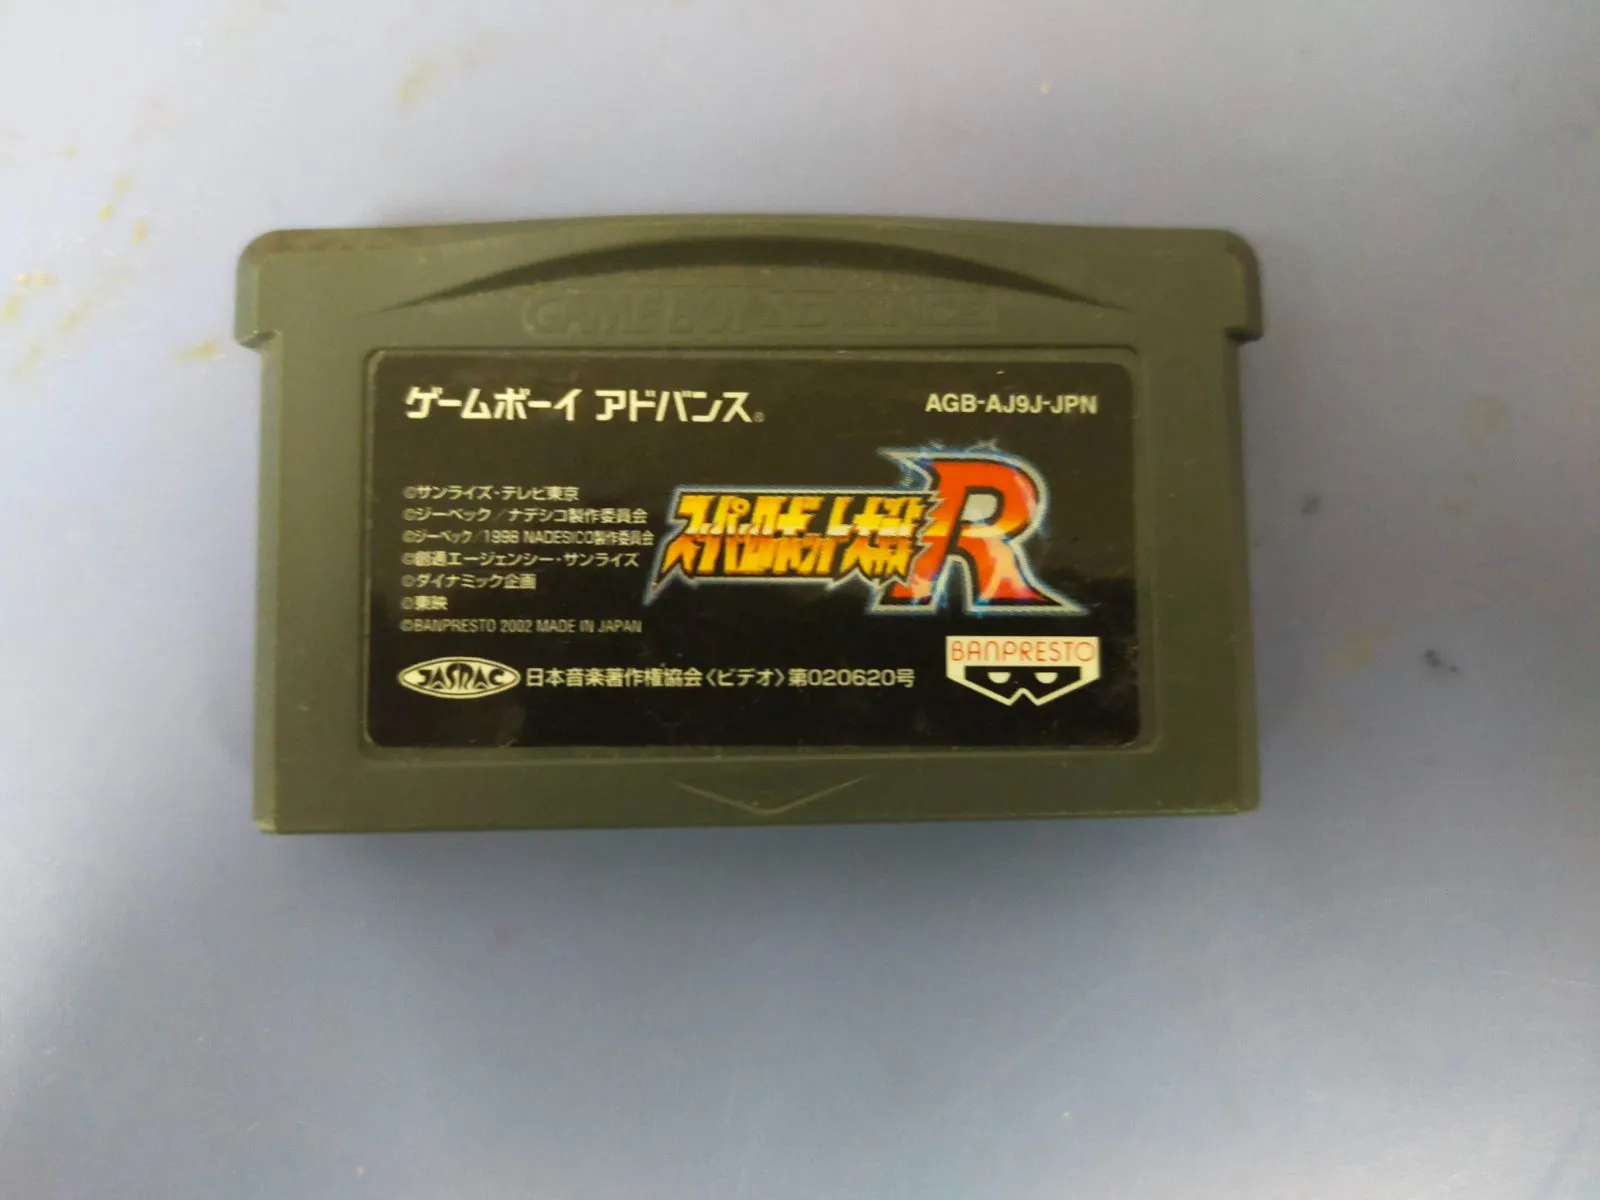 GAME BOY ADVANCE
ゲームボーイ アドバンス®
AGB-AJ9J-JPN
©サンライズ・テレビ東京
©ジーベック/ナデシコ製作委員会
©ジーベック/1998 NADESICO製作委員会
©創通エージェンシー・サンライズ
©ダイナミック企画
©東映
©BANPRESTO 2002 MADE IN JAPAN
スーパーロボット大戦R
BANPRESTO
JASRAC 日本音楽著作権協会〈ビデオ〉第020620号